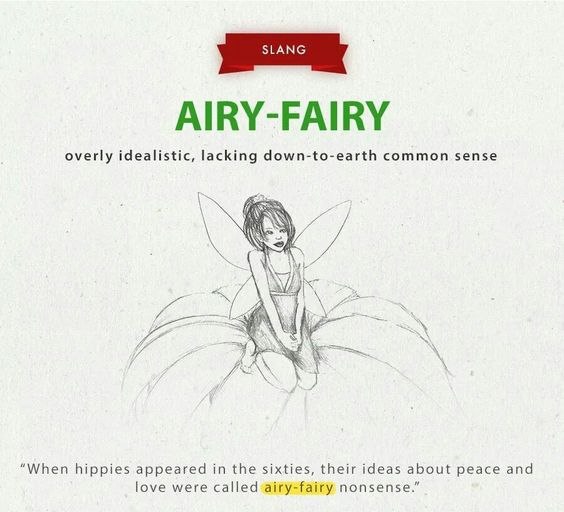 SLANG
AIRY-FAIRY
overly idealistic, lacking down-to-earth common sense
“When hippies appeared in the sixties, their ideas about peace and
love were called airy-fairy nonsense.”